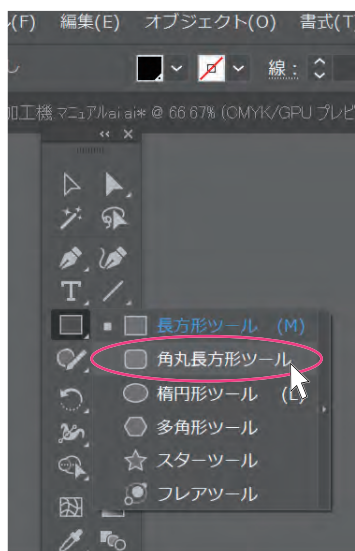 (F) 編集(E) オブジェクト(O) 書式(T
線：
加工機 マニュアルai ai* @ 66.67% (CMYK/GPU プレビ
長方形ツール (M)
角丸長方形ツール
楕円形ツール (L)
多角形ツール
スターツール
フレアツール